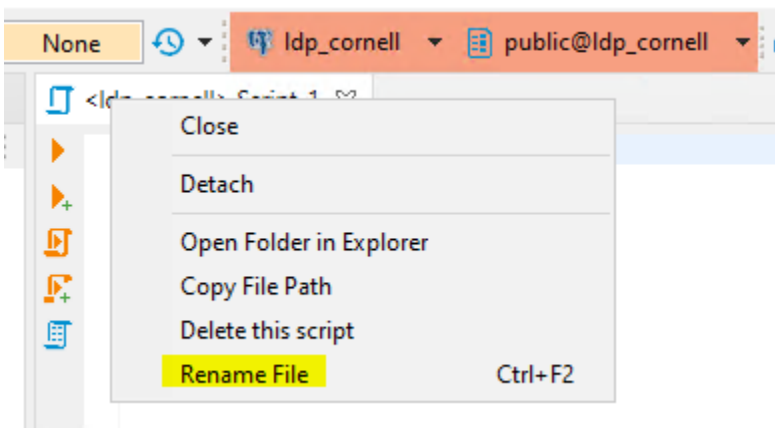 None ldp_cornell public@ldp_cornell
Close
Detach
Open Folder in Explorer
Copy File Path
Delete this script
Rename File Ctrl+F2